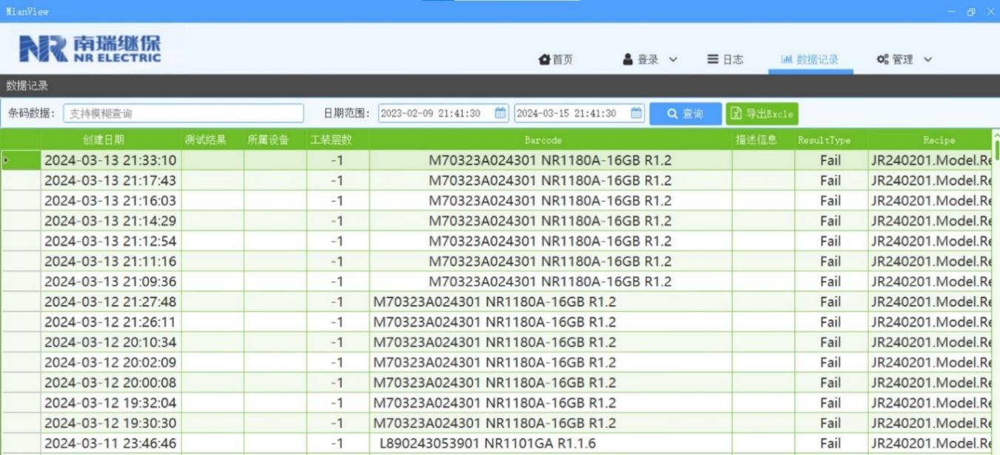 MianView
NR 南瑞继保
NR ELECTRIC
首页 登录 日志 数据记录 管理
数据记录
条码数据: 支持模糊查询 日期范围: 2023-02-09 21:41:30 2024-03-15 21:41:30 查询 导出Excle
创建日期 测试结果 所属设备 工装层数 Barcode 描述信息 ResultType Recipe
2024-03-13 21:33:10 -1 M70323A024301 NR1180A-16GB R1.2 Fail JR240201.Model.Re
2024-03-13 21:17:43 -1 M70323A024301 NR1180A-16GB R1.2 Fail JR240201.Model.Re
2024-03-13 21:16:03 -1 M70323A024301 NR1180A-16GB R1.2 Fail JR240201.Model.Re
2024-03-13 21:14:29 -1 M70323A024301 NR1180A-16GB R1.2 Fail JR240201.Model.Re
2024-03-13 21:12:54 -1 M70323A024301 NR1180A-16GB R1.2 Fail JR240201.Model.Re
2024-03-13 21:11:16 -1 M70323A024301 NR1180A-16GB R1.2 Fail JR240201.Model.Re
2024-03-13 21:09:36 -1 M70323A024301 NR1180A-16GB R1.2 Fail JR240201.Model.Re
2024-03-12 21:27:48 -1 M70323A024301 NR1180A-16GB R1.2 Fail JR240201.Model.Re
2024-03-12 21:26:11 -1 M70323A024301 NR1180A-16GB R1.2 Fail JR240201.Model.Re
2024-03-12 20:10:34 -1 M70323A024301 NR1180A-16GB R1.2 Fail JR240201.Model.Re
2024-03-12 20:02:09 -1 M70323A024301 NR1180A-16GB R1.2 Fail JR240201.Model.Re
2024-03-12 20:00:08 -1 M70323A024301 NR1180A-16GB R1.2 Fail JR240201.Model.Re
2024-03-12 19:32:04 -1 M70323A024301 NR1180A-16GB R1.2 Fail JR240201.Model.Re
2024-03-12 19:30:30 -1 M70323A024301 NR1180A-16GB R1.2 Fail JR240201.Model.Re
2024-03-11 23:46:46 -1 L890243053901 NR1101GA R1.1.6 Fail JR240201.Model.Re